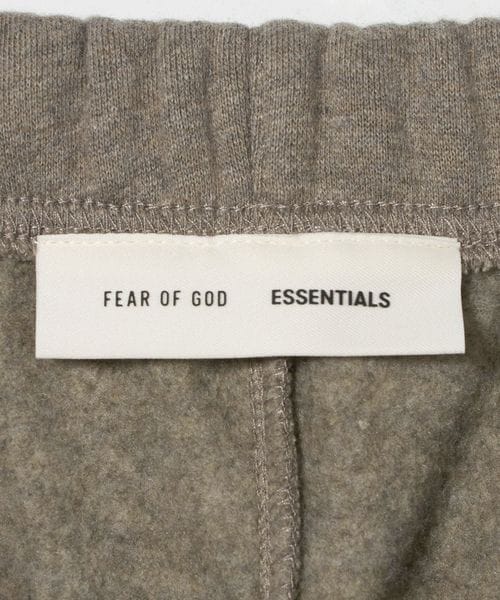 FEAR OF GOD ESSENTIALS